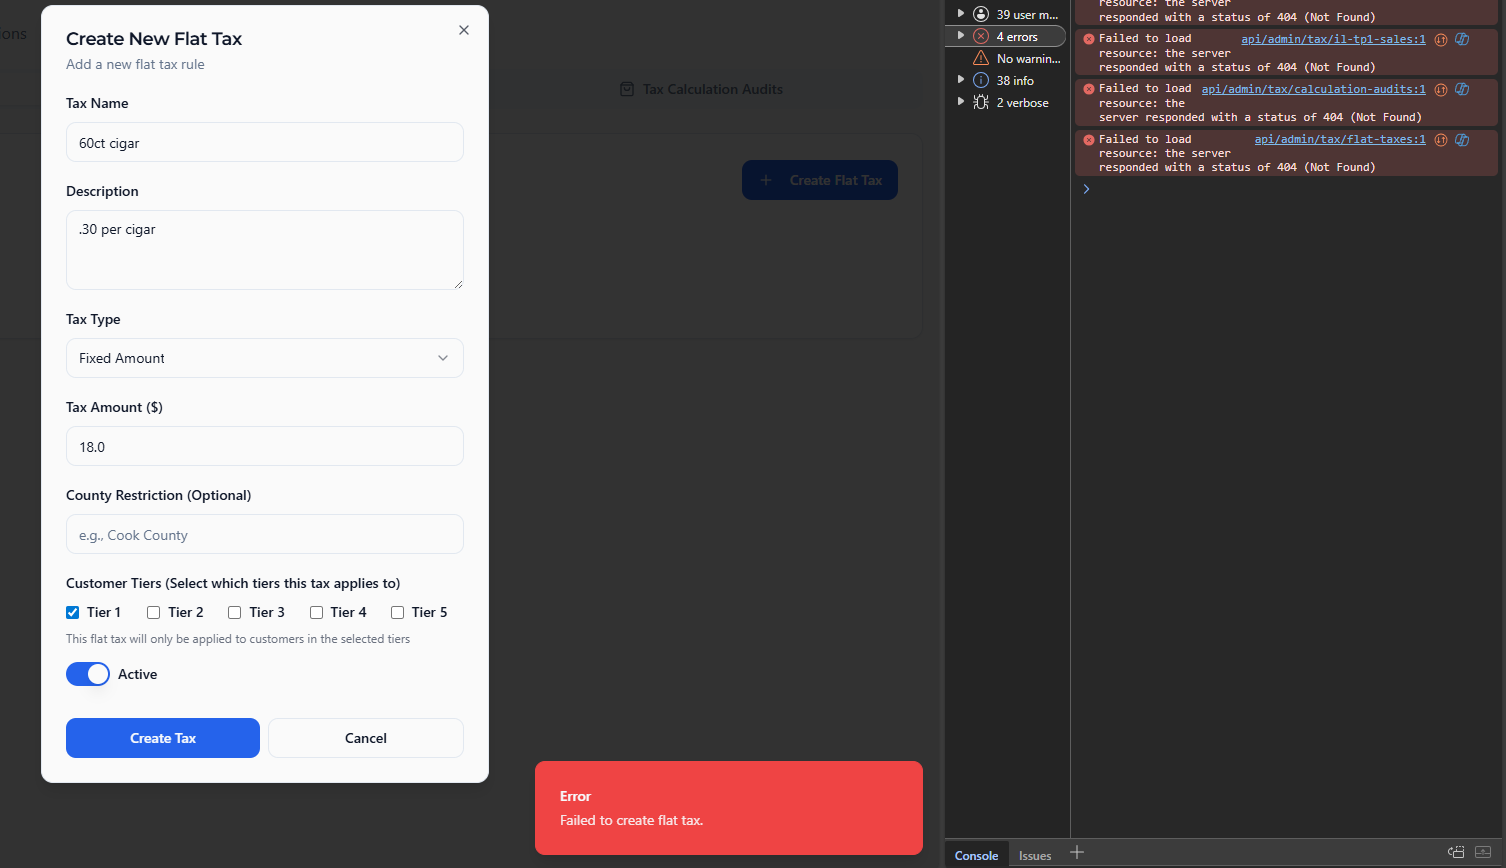 ions
Create New Flat Tax
Add a new flat tax rule
Tax Name
60ct cigar
Description
.30 per cigar
Tax Type
Fixed Amount
Tax Amount ($)
18.0
County Restriction (Optional)
e.g., Cook County
Customer Tiers (Select which tiers this tax applies to)
Tier 1 Tier 2 Tier 3 Tier 4 Tier 5
This flat tax will only be applied to customers in the selected tiers
Active
Create Tax Cancel
Tax Calculation Audits
Create Flat Tax
Error
Failed to create flat tax.
39 user m...
4 errors
No warnin...
38 info
2 verbose
resource: the server
responded with a status of 404 (Not Found)
Failed to load api/admin/tax/il-tp1-sales:1
resource: the server
responded with a status of 404 (Not Found)
Failed to load api/admin/tax/calculation-audits:1
resource: the
server responded with a status of 404 (Not Found)
Failed to load api/admin/tax/flat-taxes:1
resource: the server
responded with a status of 404 (Not Found)
Console Issues